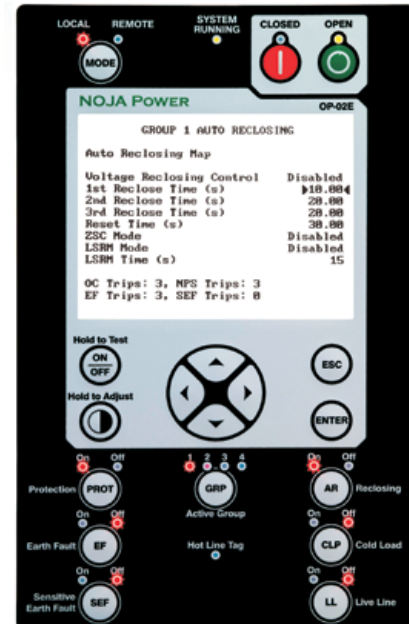 LOCAL REMOTE SYSTEM RUNNING CLOSED OPEN
MODE
NOJA POWER OP-02E
GROUP 1 AUTO RECLOSING
Auto Reclosing Map
Voltage Reclosing Control Disabled
1st Reclose Time (s) 10.00
2nd Reclose Time (s) 20.00
3rd Reclose Time (s) 20.00
Reset Time (s) 30.00
ZSC Mode Disabled
LSRM Mode Disabled
LSRM Time (s) 15
OC Trips: 3, NPS Trips: 3
EF Trips: 3, SEF Trips: 0
Hold to Test
ON
OFF
ESC
Hold to Adjust
ENTER
On Off 1 2 3 4 On Off
Protection PROT GRP AR Reclosing
Active Group
On Off On Off
Earth Fault EF Hot Line Tag CLP Cold Load
On Off On Off
Sensitive Earth Fault SEF LL Live Line